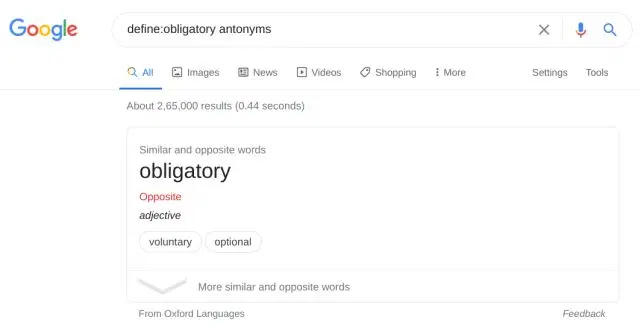 Google define:obligatory antonyms
All Images News Videos Shopping More Settings Tools
About 2,65,000 results (0.44 seconds)
Similar and opposite words
obligatory
Opposite
adjective
voluntary optional
More similar and opposite words
From Oxford Languages Feedback